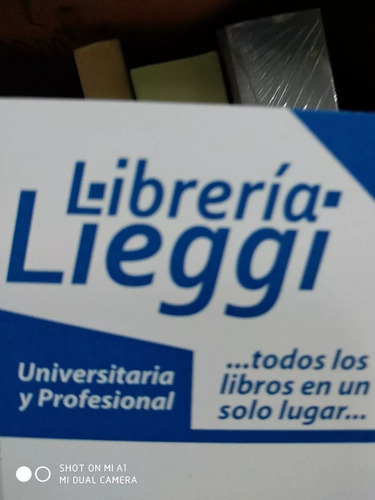 Librería
Lieggi
Universitaria
y Profesional
...todos los
libros en un
solo lugar...
SHOT ON MI A1
MI DUAL CAMERA